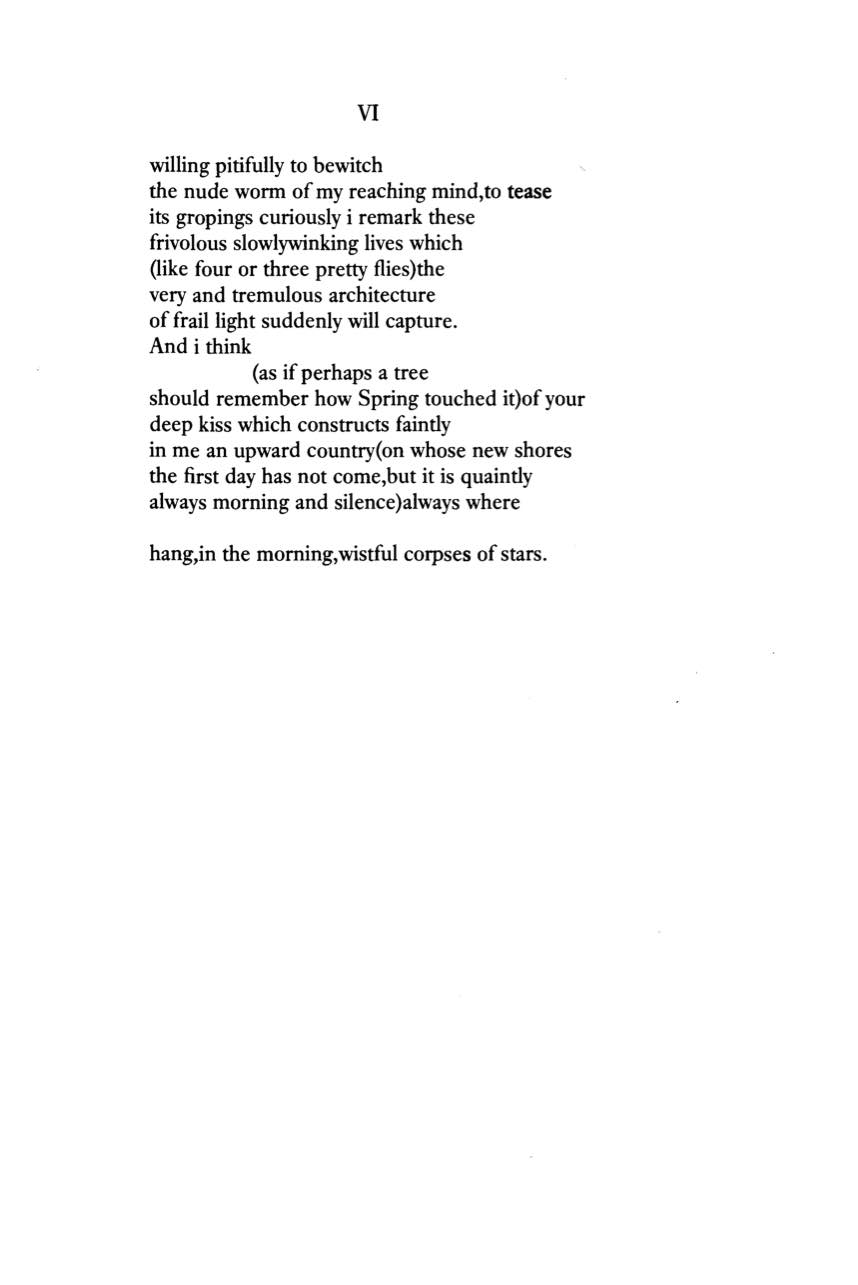 VI
willing pitifully to bewitch
the nude worm of my reaching mind,to tease
its gropings curiously i remark these
frivolous slowlywinking lives which
(like four or three pretty flies)the
very and tremulous architecture
of frail light suddenly will capture.
And i think
(as if perhaps a tree
should remember how Spring touched it)of your
deep kiss which constructs faintly
in me an upward country(on whose new shores
the first day has not come,but it is quaintly
always morning and silence)always where
hang,in the morning,wistful corpses of stars.